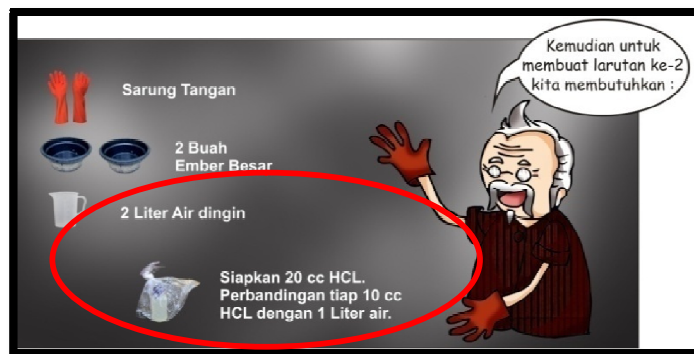 Kemudian untuk
membuat larutan ke-2
kita membutuhkan :
Sarung Tangan
2 Buah
Ember Besar
2 Liter Air dingin
Siapkan 20 cc HCL.
Perbandingan tiap 10 cc
HCL dengan 1 Liter air.